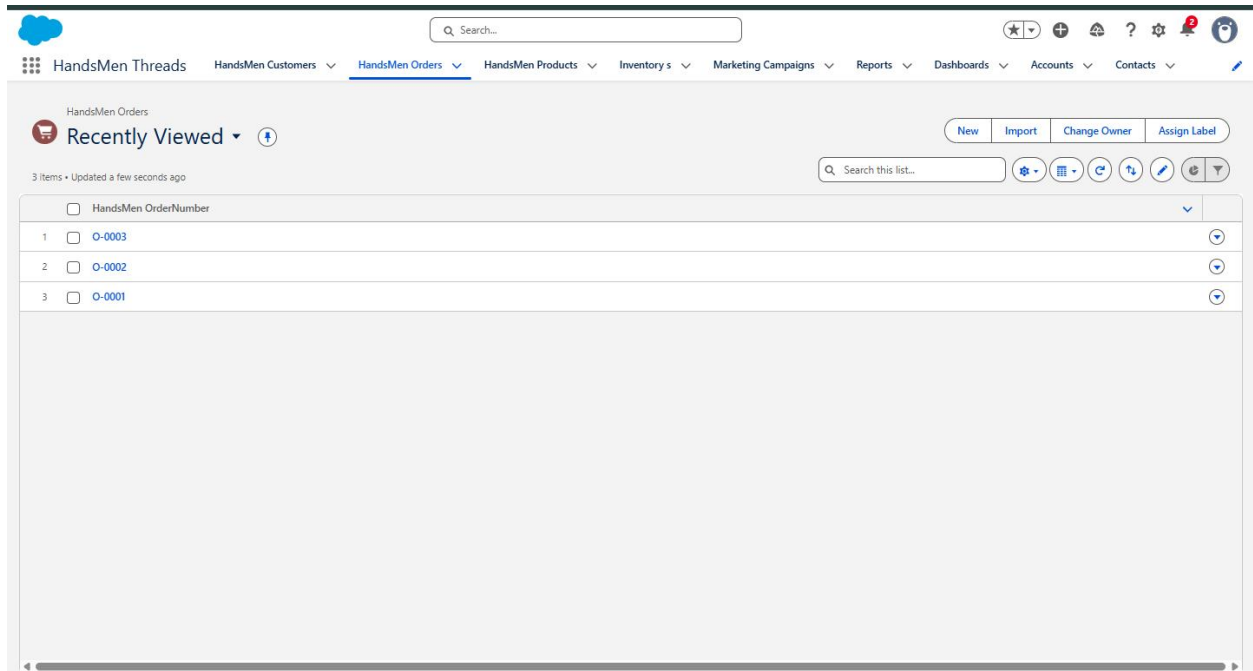 Search...
2
HandsMen Threads HandsMen Customers HandsMen Orders HandsMen Products Inventory s Marketing Campaigns Reports Dashboards Accounts Contacts
HandsMen Orders
Recently Viewed
New Import Change Owner Assign Label
3 items • Updated a few seconds ago
Search this list...
HandsMen OrderNumber
1 O-0003
2 O-0002
3 O-0001